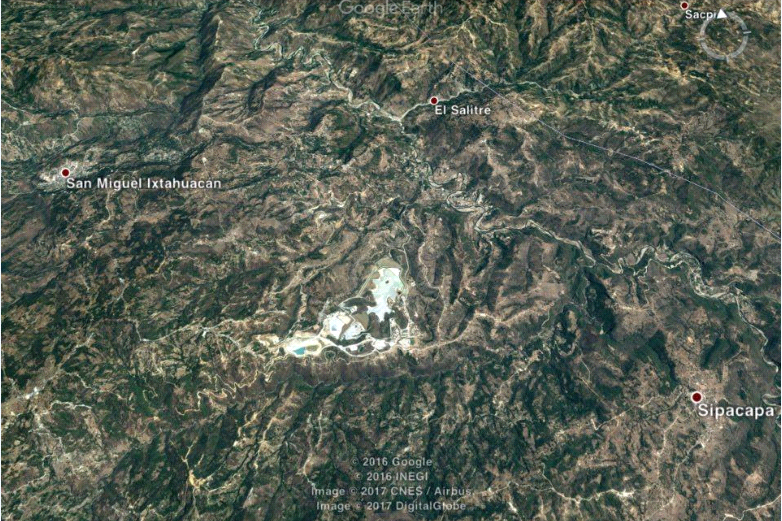 Google Earth
Sacpi
El Salitre
San Miguel Ixtahuacan
Sipacapa
© 2016 Google
© 2016 INEGI
Image © 2017 CNES / Airbus
Image © 2017 DigitalGlobe